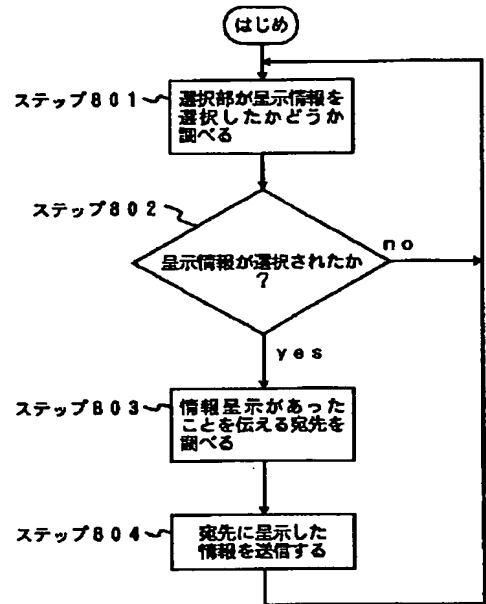 はじめ
ステップ801
選択部が呈示情報を
選択したかどうか
調べる
ステップ802
呈示情報が選択されたか
?
no
yes
ステップ803
情報呈示があった
ことを伝える宛先を
調べる
ステップ804
宛先に呈示した
情報を送信する